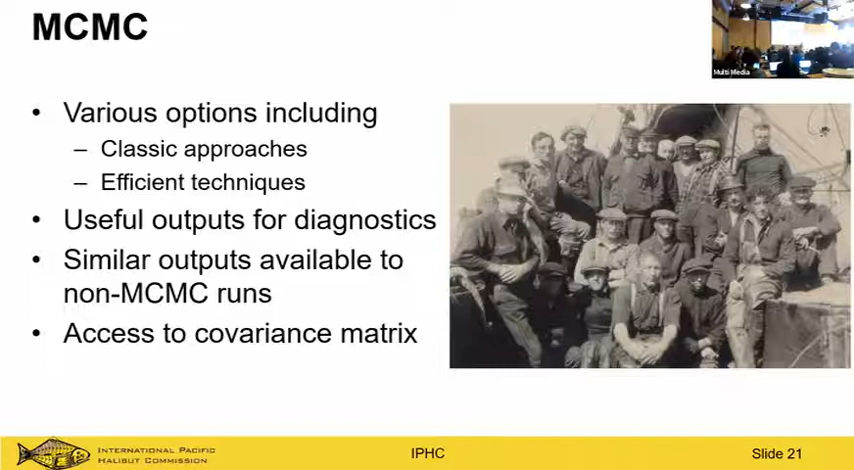 MCMC
Multi Media
• Various options including
– Classic approaches
– Efficient techniques
• Useful outputs for diagnostics
• Similar outputs available to
non-MCMC runs
• Access to covariance matrix
INTERNATIONAL PACIFIC
HALIBUT COMMISSION
IPHC
Slide 21